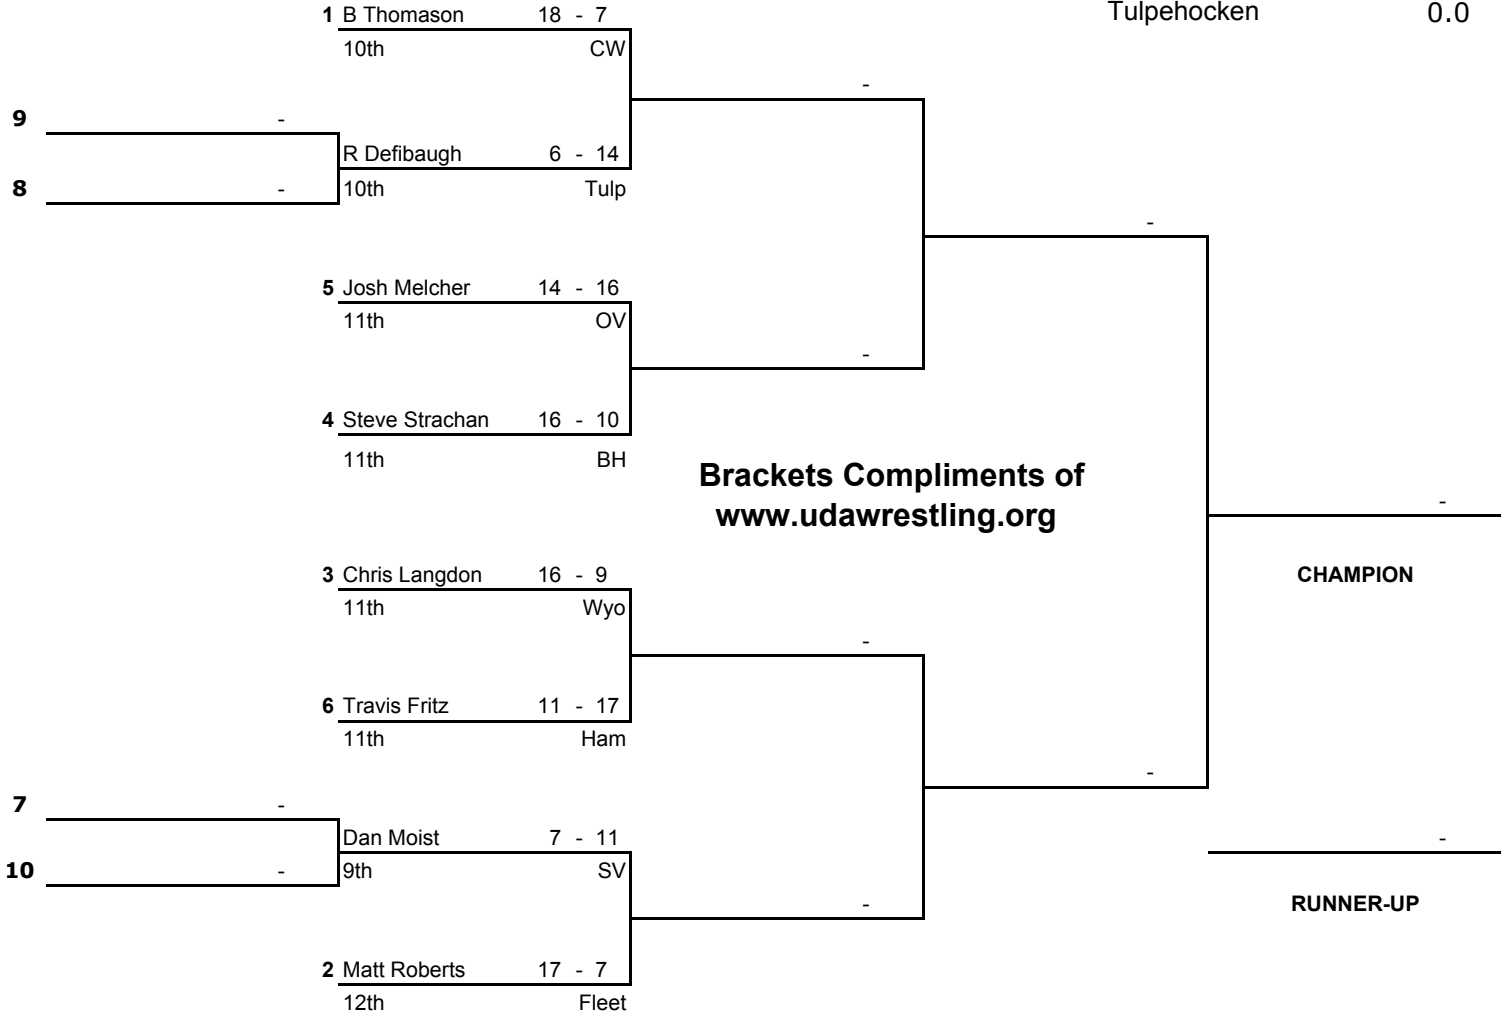 1 B Thomason 18 - 7
Tulpehocken 0.0
10th CW
-
9 -
R Defibaugh 6 - 14
8 - 10th Tulp
-
5 Josh Melcher 14 - 16
11th OV
-
4 Steve Strachan 16 - 10
11th BH
Brackets Compliments of
www.udawrestling.org
-
3 Chris Langdon 16 - 9
CHAMPION
11th Wyo
-
6 Travis Fritz 11 - 17
11th Ham
-
7 -
Dan Moist 7 - 11
-
10 - 9th SV
-
RUNNER-UP
2 Matt Roberts 17 - 7
12th Fleet